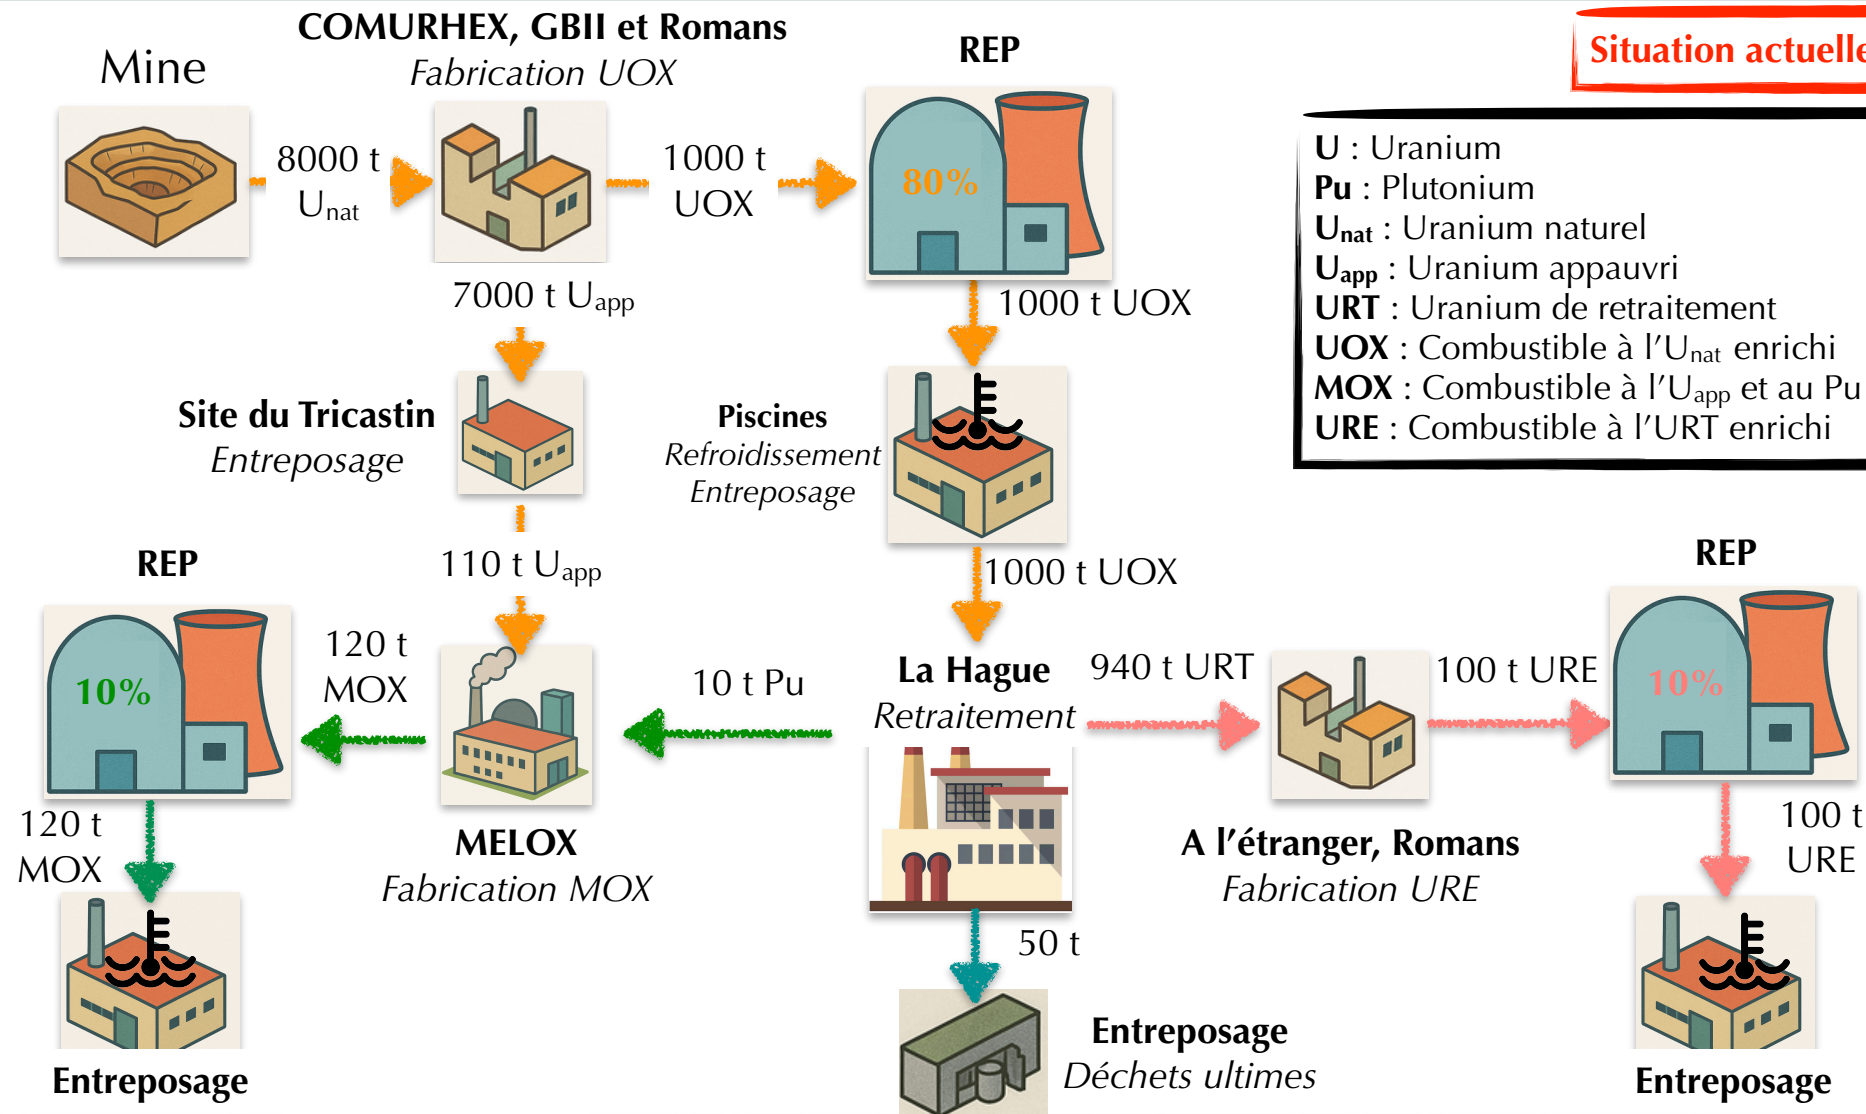 COMURHEX, GBII et Romans
Fabrication UOX
Mine
REP
Situation actuelle
8000 t
Unat
1000 t
UOX
80%
U : Uranium
Pu : Plutonium
Unat : Uranium naturel
Uapp : Uranium appauvri
URT : Uranium de retraitement
UOX : Combustible à l’Unat enrichi
MOX : Combustible à l’Uapp et au Pu
URE : Combustible à l’URT enrichi
7000 t Uapp
1000 t UOX
Site du Tricastin
Entreposage
Piscines
Refroidissement
Entreposage
REP
110 t Uapp
1000 t UOX
REP
10%
120 t
MOX
10 t Pu
La Hague
Retraitement
940 t URT
100 t URE
10%
120 t
MOX
MELOX
Fabrication MOX
A l’étranger, Romans
Fabrication URE
100 t
URE
50 t
Entreposage
Déchets ultimes
Entreposage
Entreposage